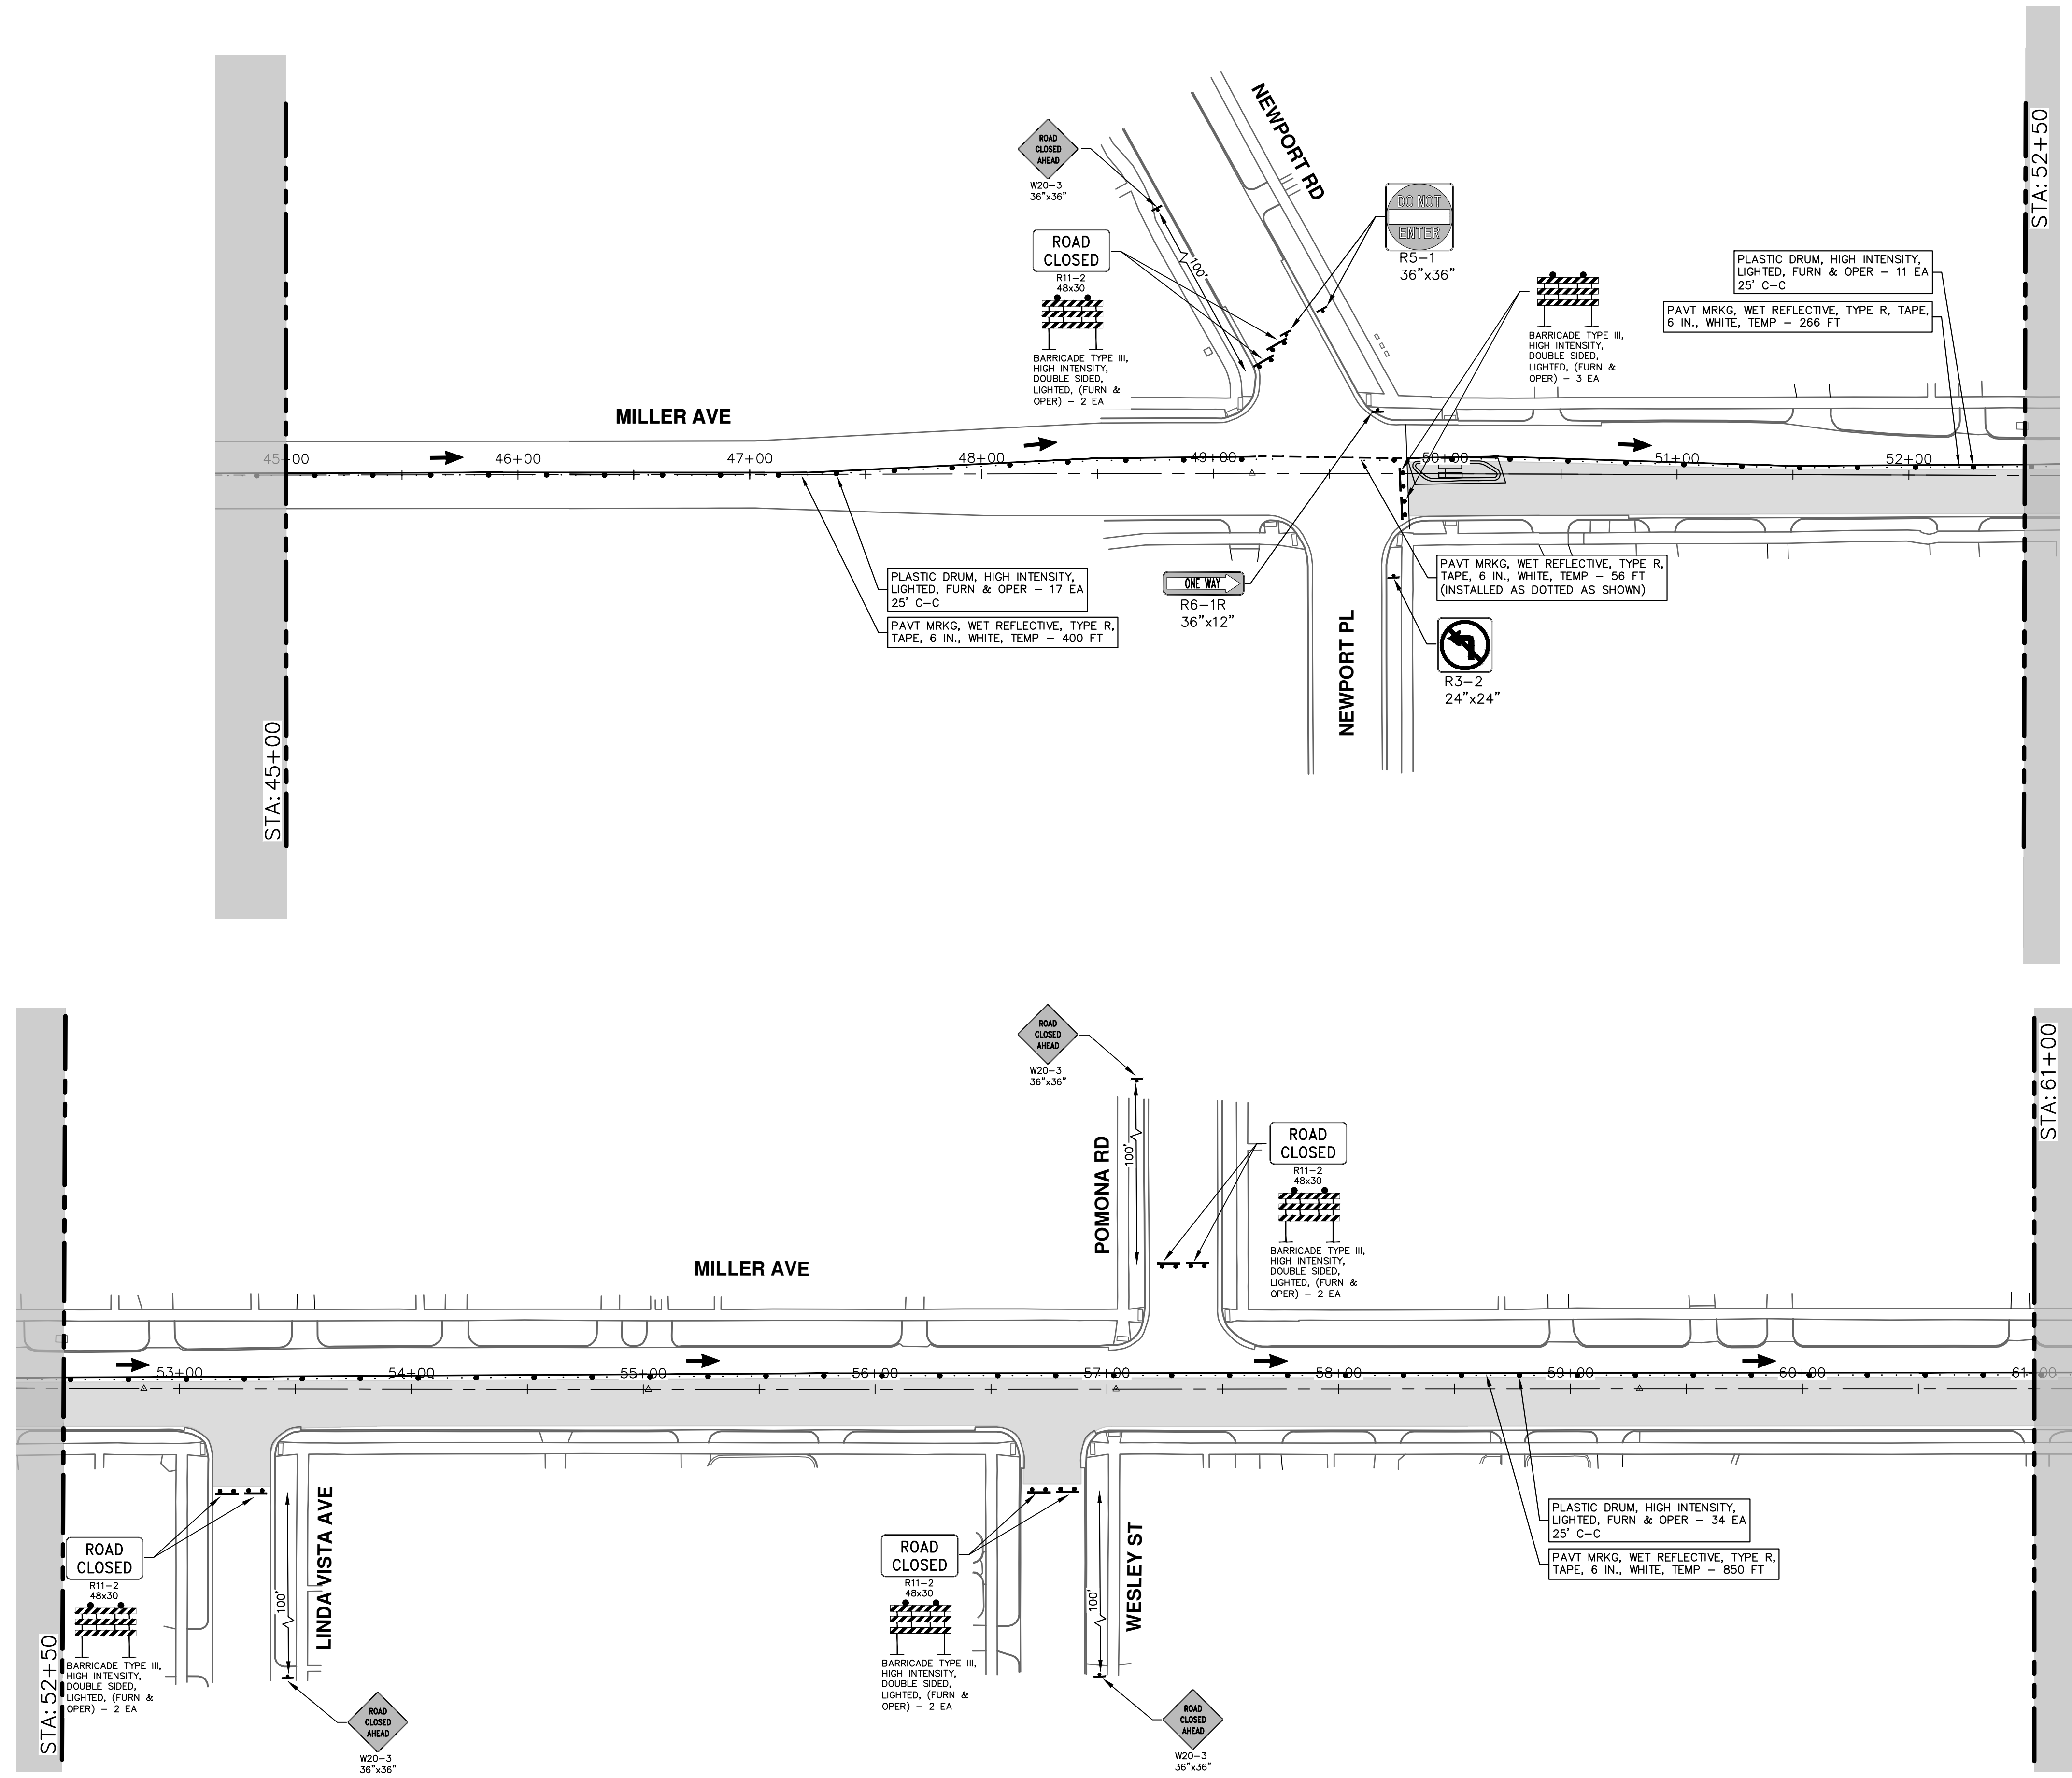 NEWPORT RD
ROAD
CLOSED
AHEAD
W20-3
36"x36"
100'
ROAD
CLOSED
R11-2
48x30
BARRICADE TYPE III,
HIGH INTENSITY,
DOUBLE SIDED,
LIGHTED, (FURN &
OPER) - 2 EA
DO NOT
ENTER
R5-1
36"x36"
BARRICADE TYPE III,
HIGH INTENSITY,
DOUBLE SIDED,
LIGHTED, (FURN &
OPER) - 3 EA
PLASTIC DRUM, HIGH INTENSITY,
LIGHTED, FURN & OPER - 11 EA
25' C-C
PAVT MRKG, WET REFLECTIVE, TYPE R, TAPE,
6 IN., WHITE, TEMP - 266 FT
STA: 52+50
MILLER AVE
45+00
46+00
47+00
48+00
49+00
50+00
51+00
52+00
PLASTIC DRUM, HIGH INTENSITY,
LIGHTED, FURN & OPER - 17 EA
25' C-C
PAVT MRKG, WET REFLECTIVE, TYPE R,
TAPE, 6 IN., WHITE, TEMP - 400 FT
ONE WAY
R6-1R
36"x12"
PAVT MRKG, WET REFLECTIVE, TYPE R,
TAPE, 6 IN., WHITE, TEMP - 56 FT
(INSTALLED AS DOTTED AS SHOWN)
NEWPORT PL
R3-2
24"x24"
STA: 45+00
ROAD
CLOSED
AHEAD
W20-3
36"x36"
POMONA RD
100'
ROAD
CLOSED
R11-2
48x30
BARRICADE TYPE III,
HIGH INTENSITY,
DOUBLE SIDED,
LIGHTED, (FURN &
OPER) - 2 EA
STA: 61+00
MILLER AVE
53+00
54+00
55+00
56+00
57+00
58+00
59+00
60+00
61+00
ROAD
CLOSED
R11-2
48x30
BARRICADE TYPE III,
HIGH INTENSITY,
DOUBLE SIDED,
LIGHTED, (FURN &
OPER) - 2 EA
STA: 52+50
100'
LINDA VISTA AVE
ROAD
CLOSED
AHEAD
W20-3
36"x36"
ROAD
CLOSED
R11-2
48x30
BARRICADE TYPE III,
HIGH INTENSITY,
DOUBLE SIDED,
LIGHTED, (FURN &
OPER) - 2 EA
100'
WESLEY ST
ROAD
CLOSED
AHEAD
W20-3
36"x36"
PLASTIC DRUM, HIGH INTENSITY,
LIGHTED, FURN & OPER - 34 EA
25' C-C
PAVT MRKG, WET REFLECTIVE, TYPE R,
TAPE, 6 IN., WHITE, TEMP - 850 FT